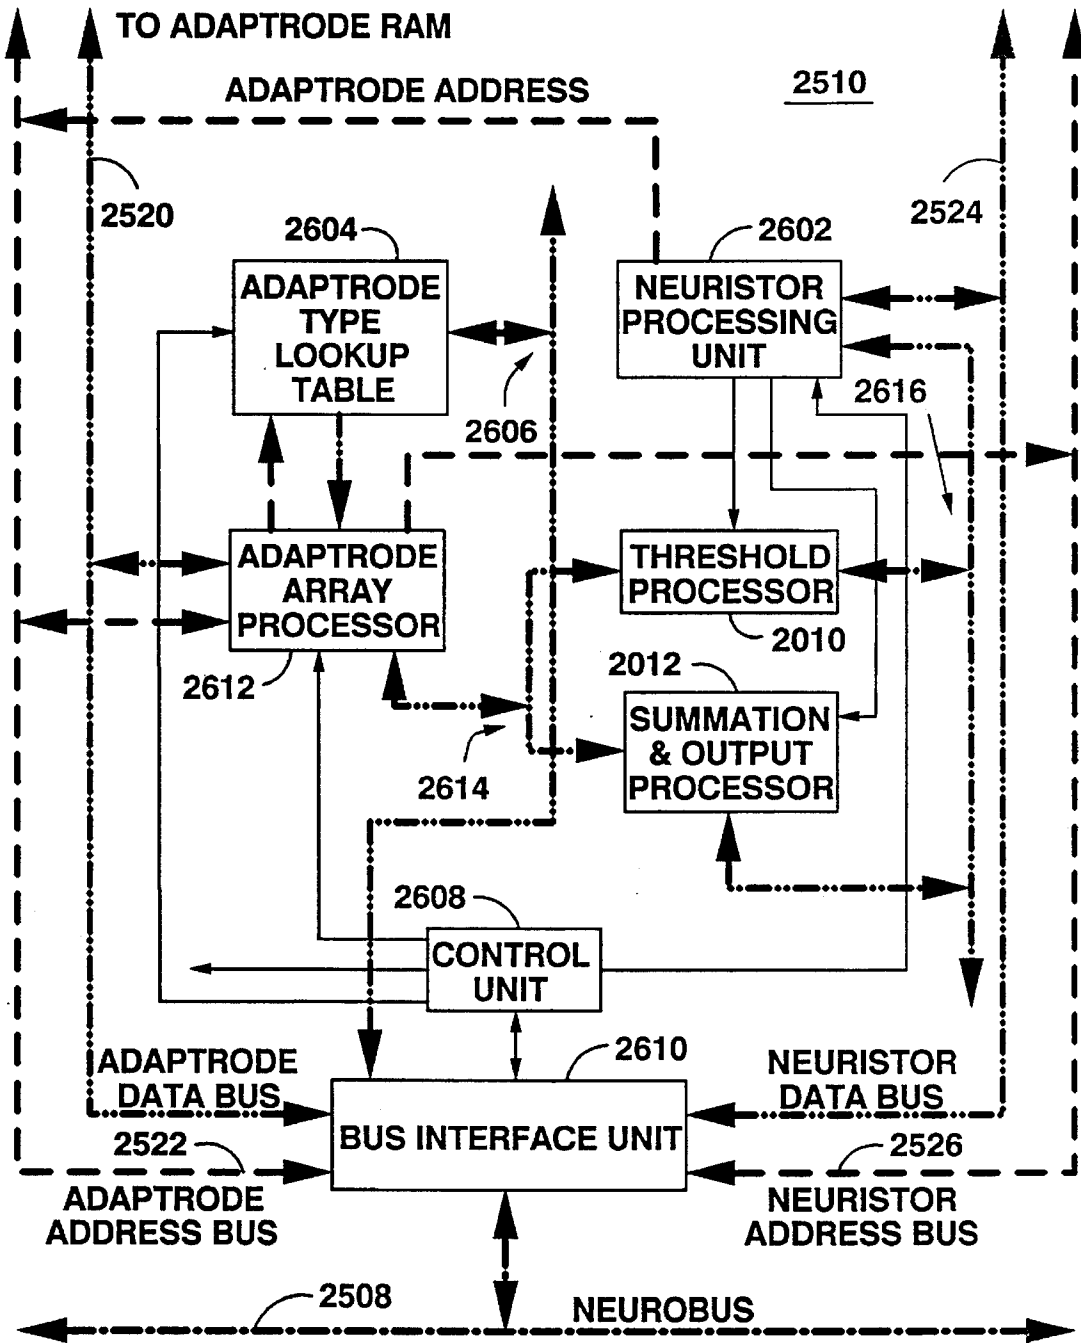 TO ADAPTRODE RAM
ADAPTRODE ADDRESS
2510
2520
2524
2604
2602
ADAPTRODE
TYPE
LOOKUP
TABLE
NEURISTOR
PROCESSING
UNIT
2606
2616
ADAPTRODE
ARRAY
PROCESSOR
THRESHOLD
PROCESSOR
2010
2612
2012
SUMMATION
& OUTPUT
PROCESSOR
2614
2608
CONTROL
UNIT
2610
ADAPTRODE
DATA BUS
NEURISTOR
DATA BUS
BUS INTERFACE UNIT
2522
2526
ADAPTRODE
ADDRESS BUS
NEURISTOR
ADDRESS BUS
2508
NEUROBUS